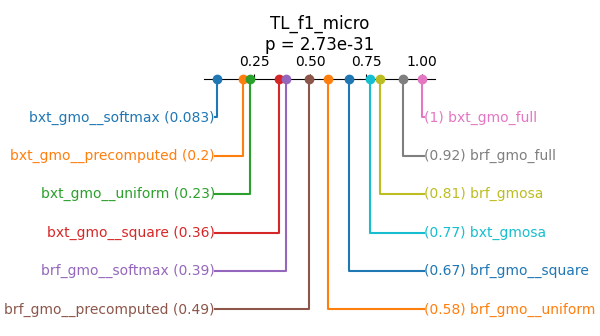 TL_f1_micro
p = 2.73e-31
0.25 0.50 0.75 1.00
bxt_gmo__softmax (0.083) (1) bxt_gmo_full
bxt_gmo__precomputed (0.2) (0.92) brf_gmo_full
bxt_gmo__uniform (0.23) (0.81) brf_gmosa
bxt_gmo__square (0.36) (0.77) bxt_gmosa
brf_gmo__softmax (0.39) (0.67) brf_gmo__square
brf_gmo__precomputed (0.49) (0.58) brf_gmo__uniform